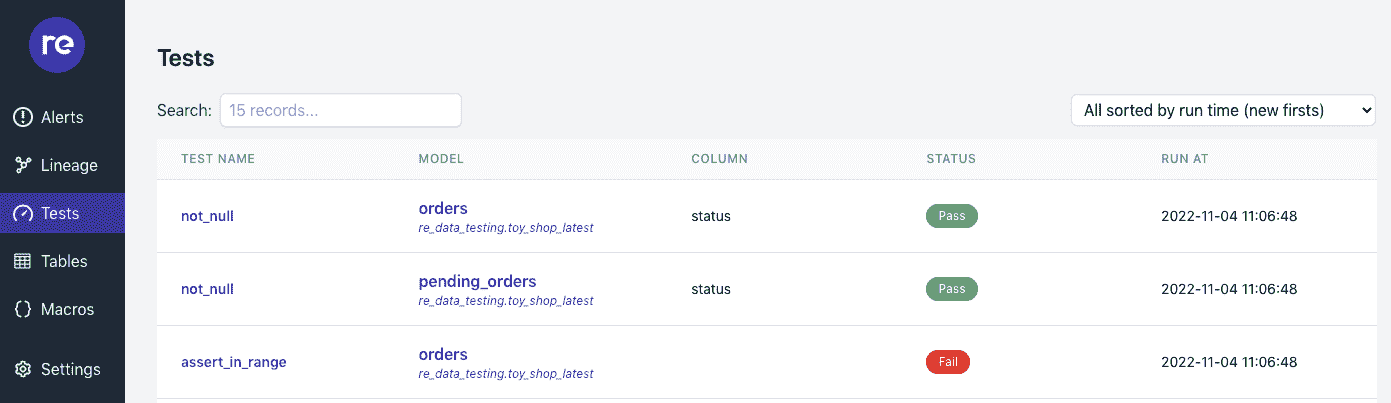 re
Alerts
Lineage
Tests
Tables
Macros
Settings
Tests
Search: 15 records...
All sorted by run time (new firsts)
TEST NAME MODEL COLUMN STATUS RUN AT
not_null orders status Pass 2022-11-04 11:06:48
re_data_testing.toy_shop_latest
not_null pending_orders status Pass 2022-11-04 11:06:48
re_data_testing.toy_shop_latest
assert_in_range orders Fail 2022-11-04 11:06:48
re_data_testing.toy_shop_latest